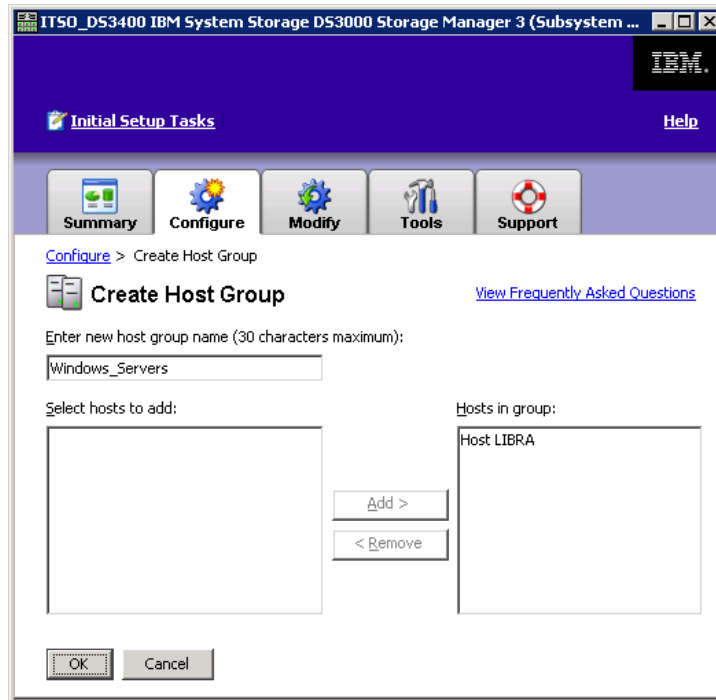 ITSO_DS3400 IBM System Storage DS3000 Storage Manager 3 (Subsystem ...
IBM.
Initial Setup Tasks
Help
Summary
Configure
Modify
Tools
Support
Configure > Create Host Group
Create Host Group
View Frequently Asked Questions
Enter new host group name (30 characters maximum):
Windows_Servers
Select hosts to add:
Hosts in group:
Host LIBRA
Add >
< Remove
OK
Cancel